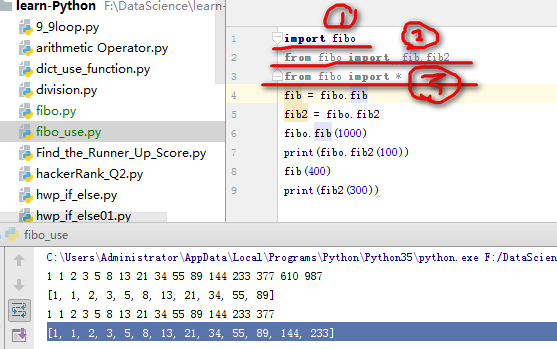 learn-Python F:\DataScience\learn-
9_9loop.py
arithmetic Operator.py
dict_use_function.py
division.py
fibo.py
fibo_use.py
Find_the_Runner_Up_Score.py
hackerRank_Q2.py
hwp_if_else.py
hwp_if_else01.py
1 import fibo
2 from fibo import fib,fib2
3 from fibo import *
4 fib = fibo.fib
5 fib2 = fibo.fib2
6 fibo.fib(1000)
7 print(fibo.fib2(100))
8 fib(400)
9 print(fib2(300))
1
2
3
fibo_use
C:\Users\Administrator\AppData\Local\Programs\Python\Python35\python.exe F:/DataScien
1 1 2 3 5 8 13 21 34 55 89 144 233 377 610 987
[1, 1, 2, 3, 5, 8, 13, 21, 34, 55, 89]
1 1 2 3 5 8 13 21 34 55 89 144 233 377
[1, 1, 2, 3, 5, 8, 13, 21, 34, 55, 89, 144, 233]